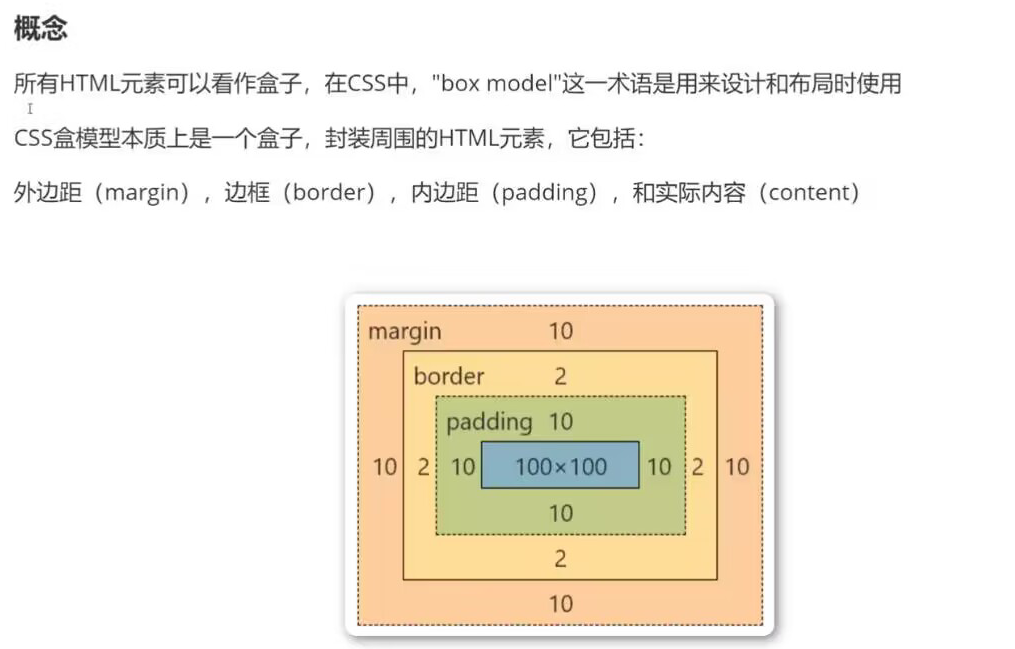 概念
所有HTML元素可以看作盒子，在CSS中，"box model"这一术语是用来设计和布局时使用
CSS盒模型本质上是一个盒子，封装周围的HTML元素，它包括：
外边距（margin），边框（border），内边距（padding），和实际内容（content）
margin 10
border 2
padding 10
10 2 10 100×100 10 2 10
10
2
10